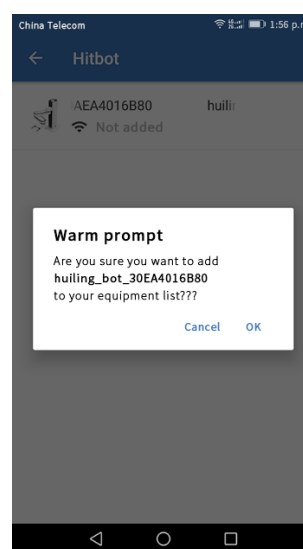 China Telecom 1:56 p.r
Hitbot
AEA4016B80 huili
Not added
Warm prompt
Are you sure you want to add
huiling_bot_30EA4016B80
to your equipment list???
Cancel OK